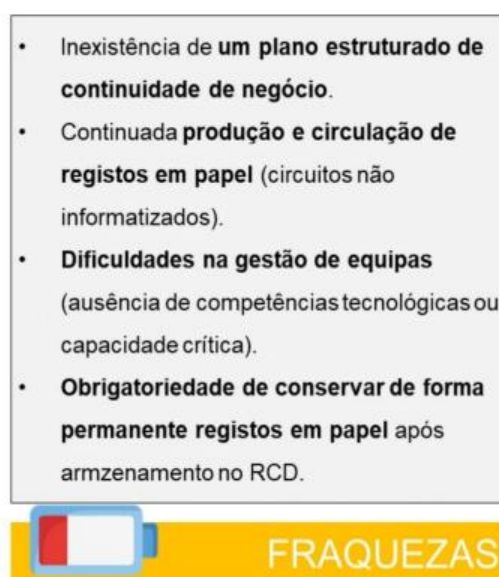 • Inexistência de um plano estruturado de
continuidade de negócio.
• Continuada produção e circulação de
registos em papel (circuitos não
informatizados).
• Dificuldades na gestão de equipas
(ausência de competências tecnológicas ou
capacidade crítica).
• Obrigatoriedade de conservar de forma
permanente registos em papel após
armzenamento no RCD.
FRAQUEZAS